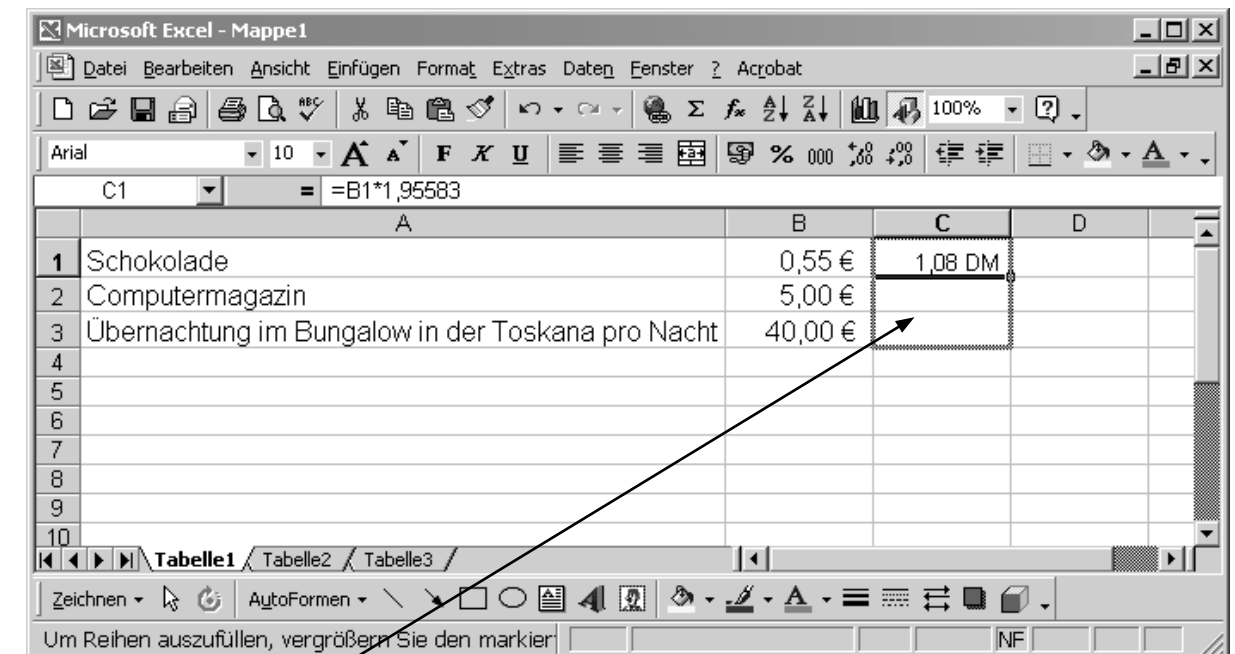 Microsoft Excel - Mappe1
Datei Bearbeiten Ansicht Einfügen Format Extras Daten Fenster ? Acrobat
ABC Σ fx A Z Z A 100% ?
Arial 10 A A F K U % 000 A
C1 = =B1*1,95583
A B C D
1 Schokolade 0,55 € 1,08 DM
2 Computermagazin 5,00 €
3 Übernachtung im Bungalow in der Toskana pro Nacht 40,00 €
4
5
6
7
8
9
10
Tabelle1 Tabelle2 Tabelle3
Zeichnen AutoFormen A A
Um Reihen auszufüllen, vergrößern Sie den markier NF